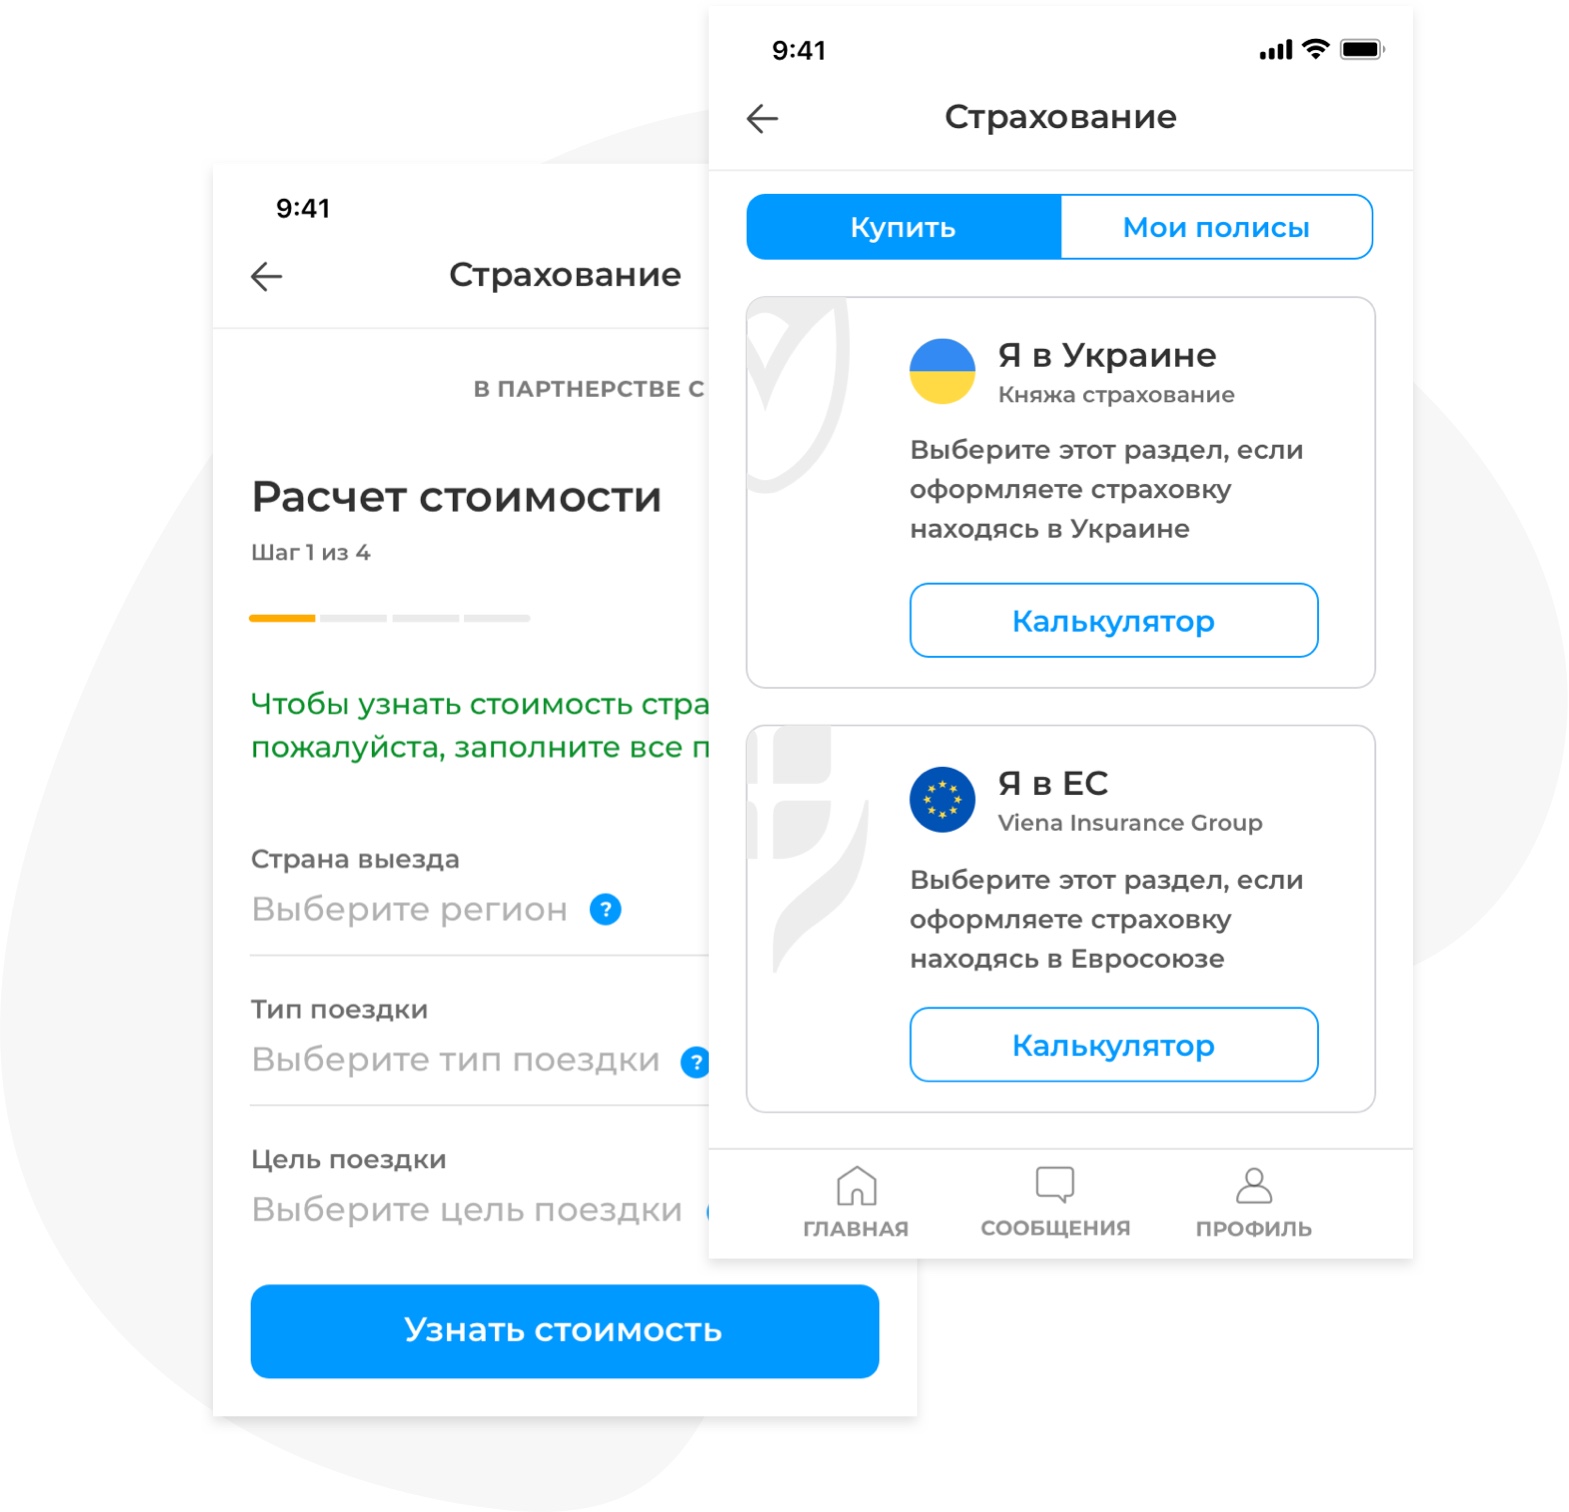 9:41
Страхование
В ПАРТНЕРСТВЕ С
Расчет стоимости
Шаг 1 из 4
Чтобы узнать стоимость
пожалуйста, заполните все
Страна выезда
Выберите регион ?
Тип поездки
Выберите тип поездки ?
Цель поездки
Выберите цель поездки
Узнать стоимость
9:41
Страхование
Купить Мои полисы
Я в Украине
Княжа страхование
Выберите этот раздел, если
оформляете страховку
находясь в Украине
Калькулятор
Я в ЕС
Viena Insurance Group
Выберите этот раздел, если
оформляете страховку
находясь в Евросоюзе
Калькулятор
ГЛАВНАЯ СООБЩЕНИЯ ПРОФИЛЬ